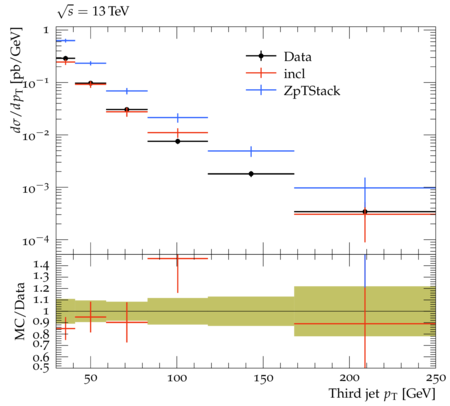 √s = 13 TeV
dσ/dpT [pb/GeV]
1
10−1
10−2
10−3
10−4
Data
incl
ZpTStack
MC/Data
1.4
1.3
1.2
1.1
1
0.9
0.8
0.7
0.6
0.5
50 100 150 200 250
Third jet pT [GeV]